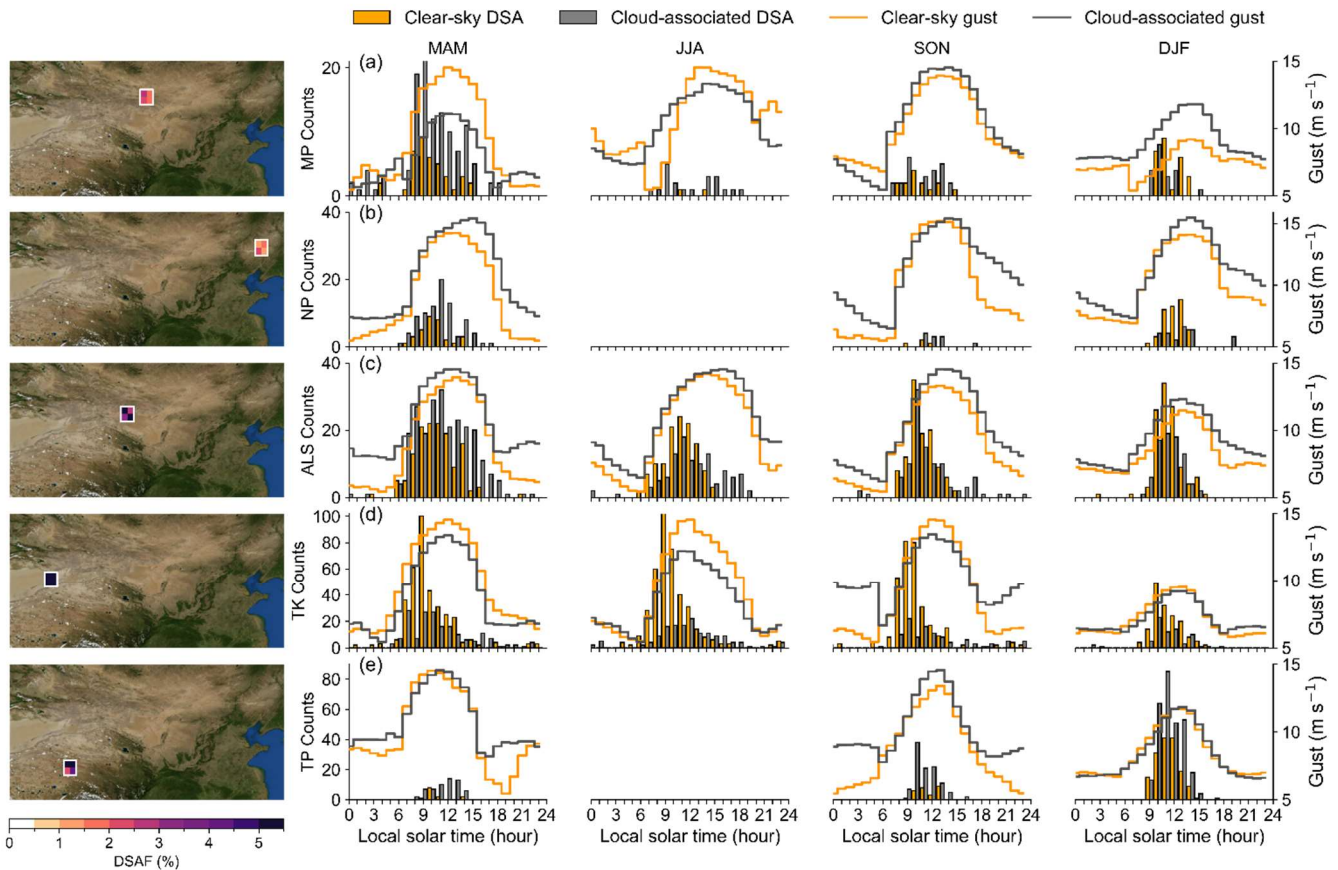 Clear-sky DSA Cloud-associated DSA Clear-sky gust Cloud-associated gust
MAM JJA SON DJF
(a)
MP Counts
20
10
0
15
10
5
Gust (m s⁻¹)
(b)
NP Counts
40
20
0
15
10
5
Gust (m s⁻¹)
(c)
ALS Counts
40
20
0
15
10
5
Gust (m s⁻¹)
(d)
TK Counts
100
80
60
40
20
0
15
10
5
Gust (m s⁻¹)
(e)
TP Counts
80
60
40
20
0
15
10
5
Gust (m s⁻¹)
0 3 6 9 12 15 18 21 24 0 3 6 9 12 15 18 21 24 0 3 6 9 12 15 18 21 24 0 3 6 9 12 15 18 21 24
Local solar time (hour) Local solar time (hour) Local solar time (hour) Local solar time (hour)
0 1 2 3 4 5
DSAF (%)